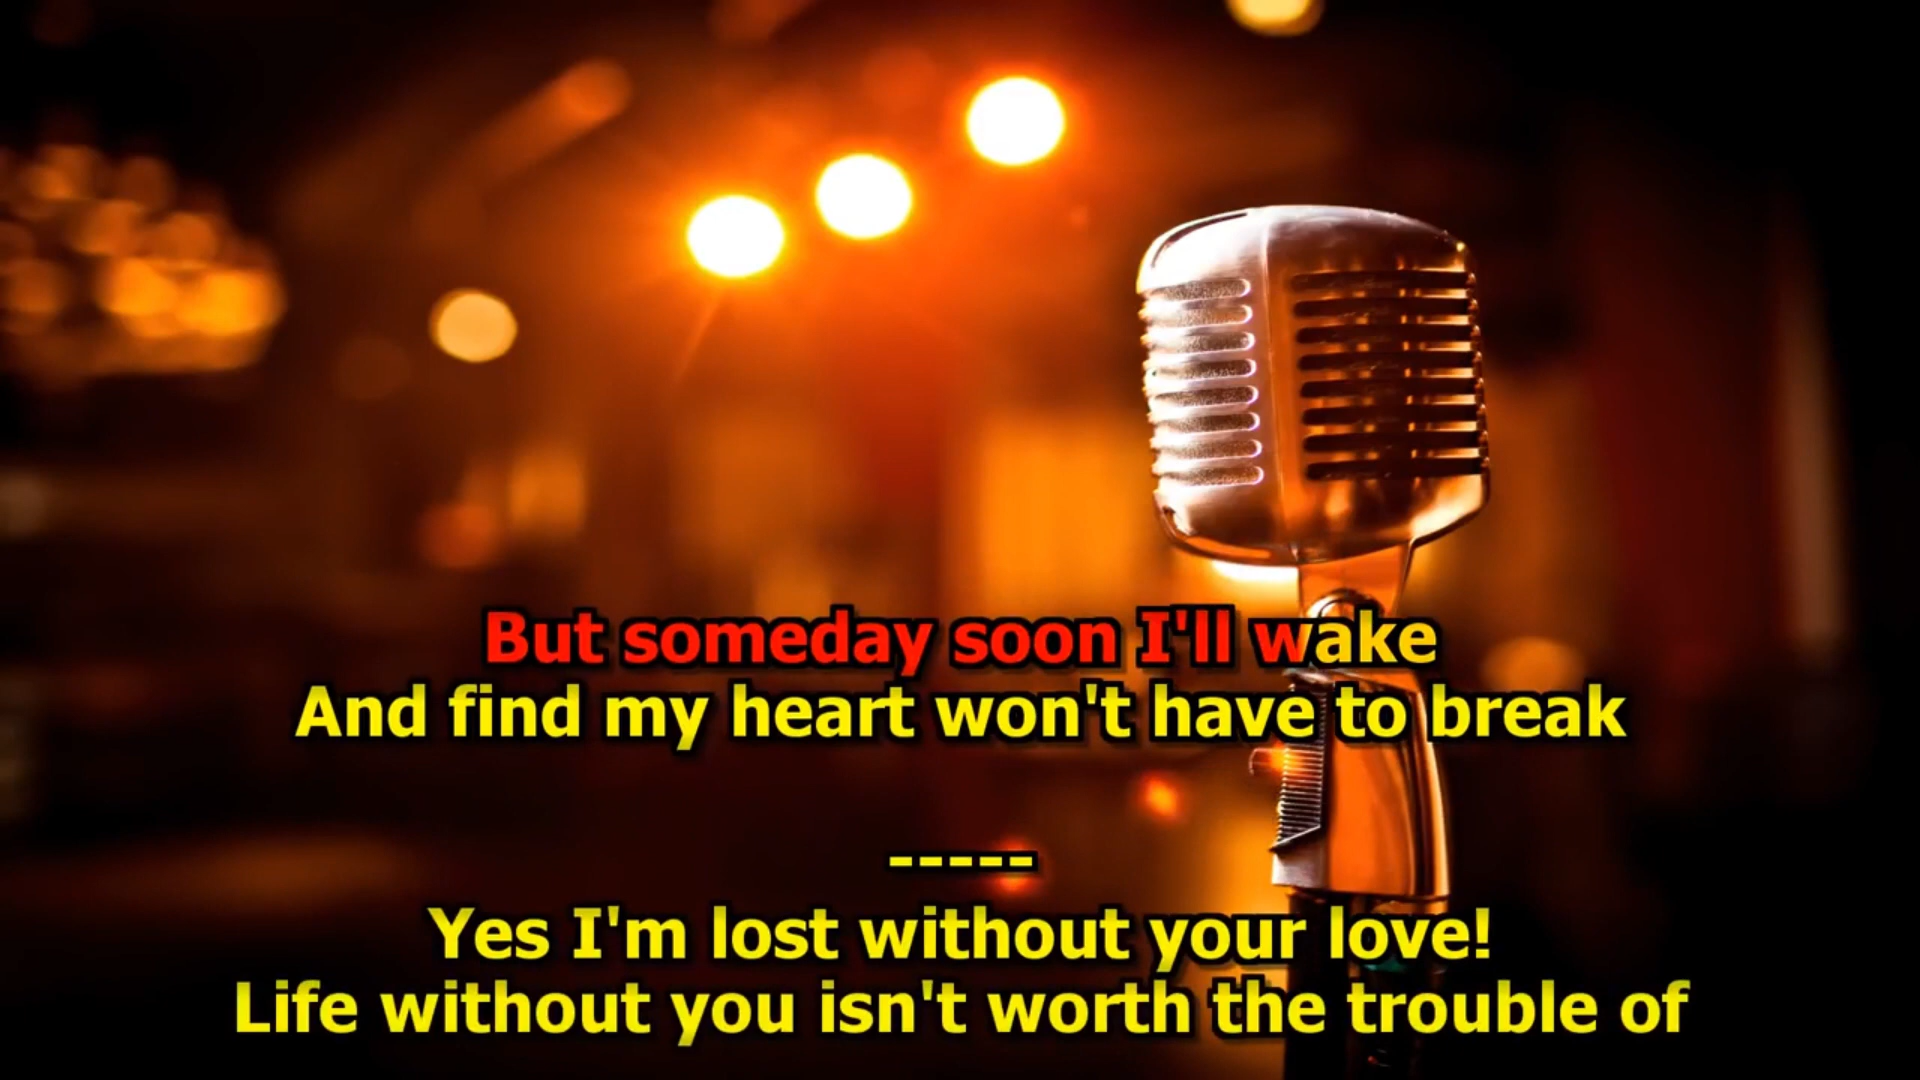 But someday soon I'll wake
And find my heart won't have to break
-----
Yes I'm lost without your love!
Life without you isn't worth the trouble of